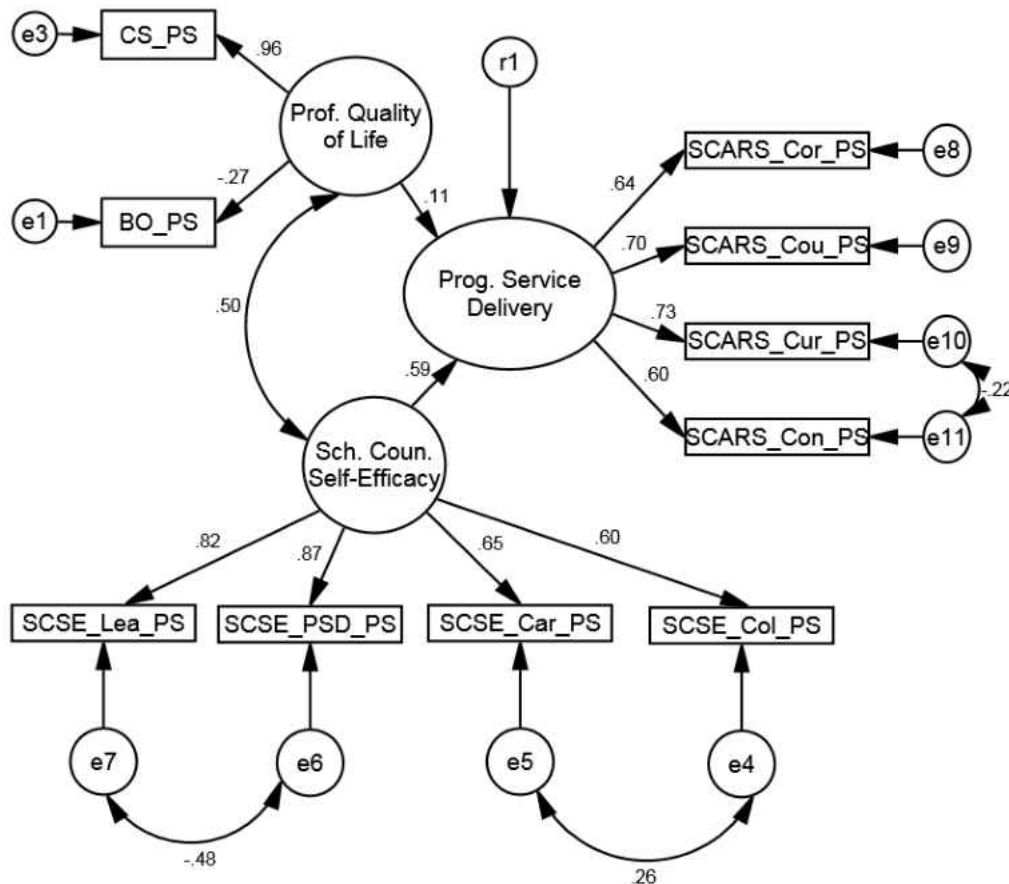 e3
CS_PS
.96
r1
Prof. Quality
of Life
SCARS_Cor_PS
e8
-.27
.64
e1
BO_PS
.11
SCARS_Cou_PS
e9
.70
Prog. Service
Delivery
.50
.73
SCARS_Cur_PS
e10
.59
.60
-.22
SCARS_Con_PS
e11
Sch. Coun.
Self-Efficacy
.82
.87
.65
.60
SCSE_Lea_PS
SCSE_PSD_PS
SCSE_Car_PS
SCSE_Col_PS
e7
e6
e5
e4
-.48
.26